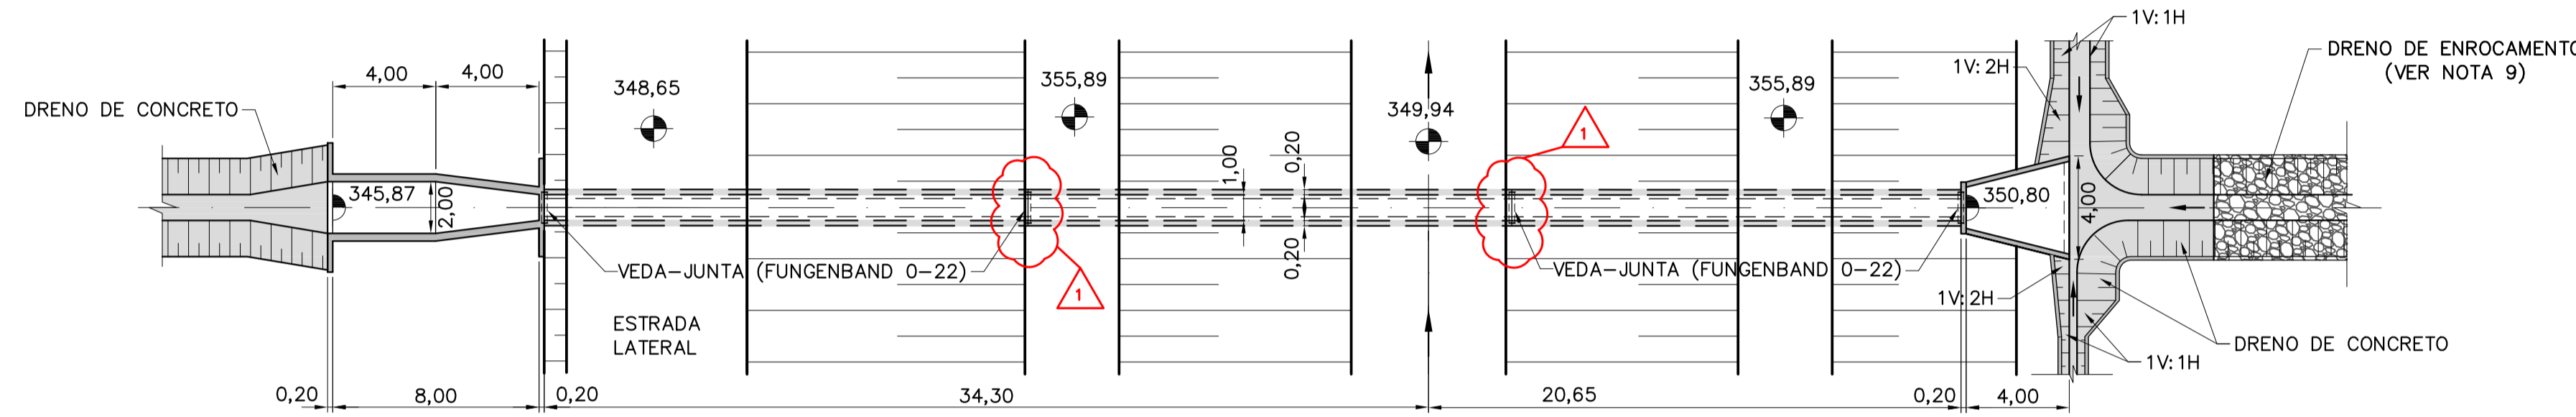 1V:1H
DRENO DE ENROCAMENTO
(VER NOTA 9)
1V:2H
4,00
4,00
348,65
355,89
355,89
DRENO DE CONCRETO
349,94
1
1,00
0,20
345,87
2,00
350,80
4,00
0,20
VEDA-JUNTA (FUNGENBAND 0-22)
VEDA-JUNTA (FUNGENBAND 0-22)
1
1V:2H
ESTRADA
LATERAL
DRENO DE CONCRETO
1V:1H
0,20
8,00
0,20
34,30
20,65
0,20
4,00